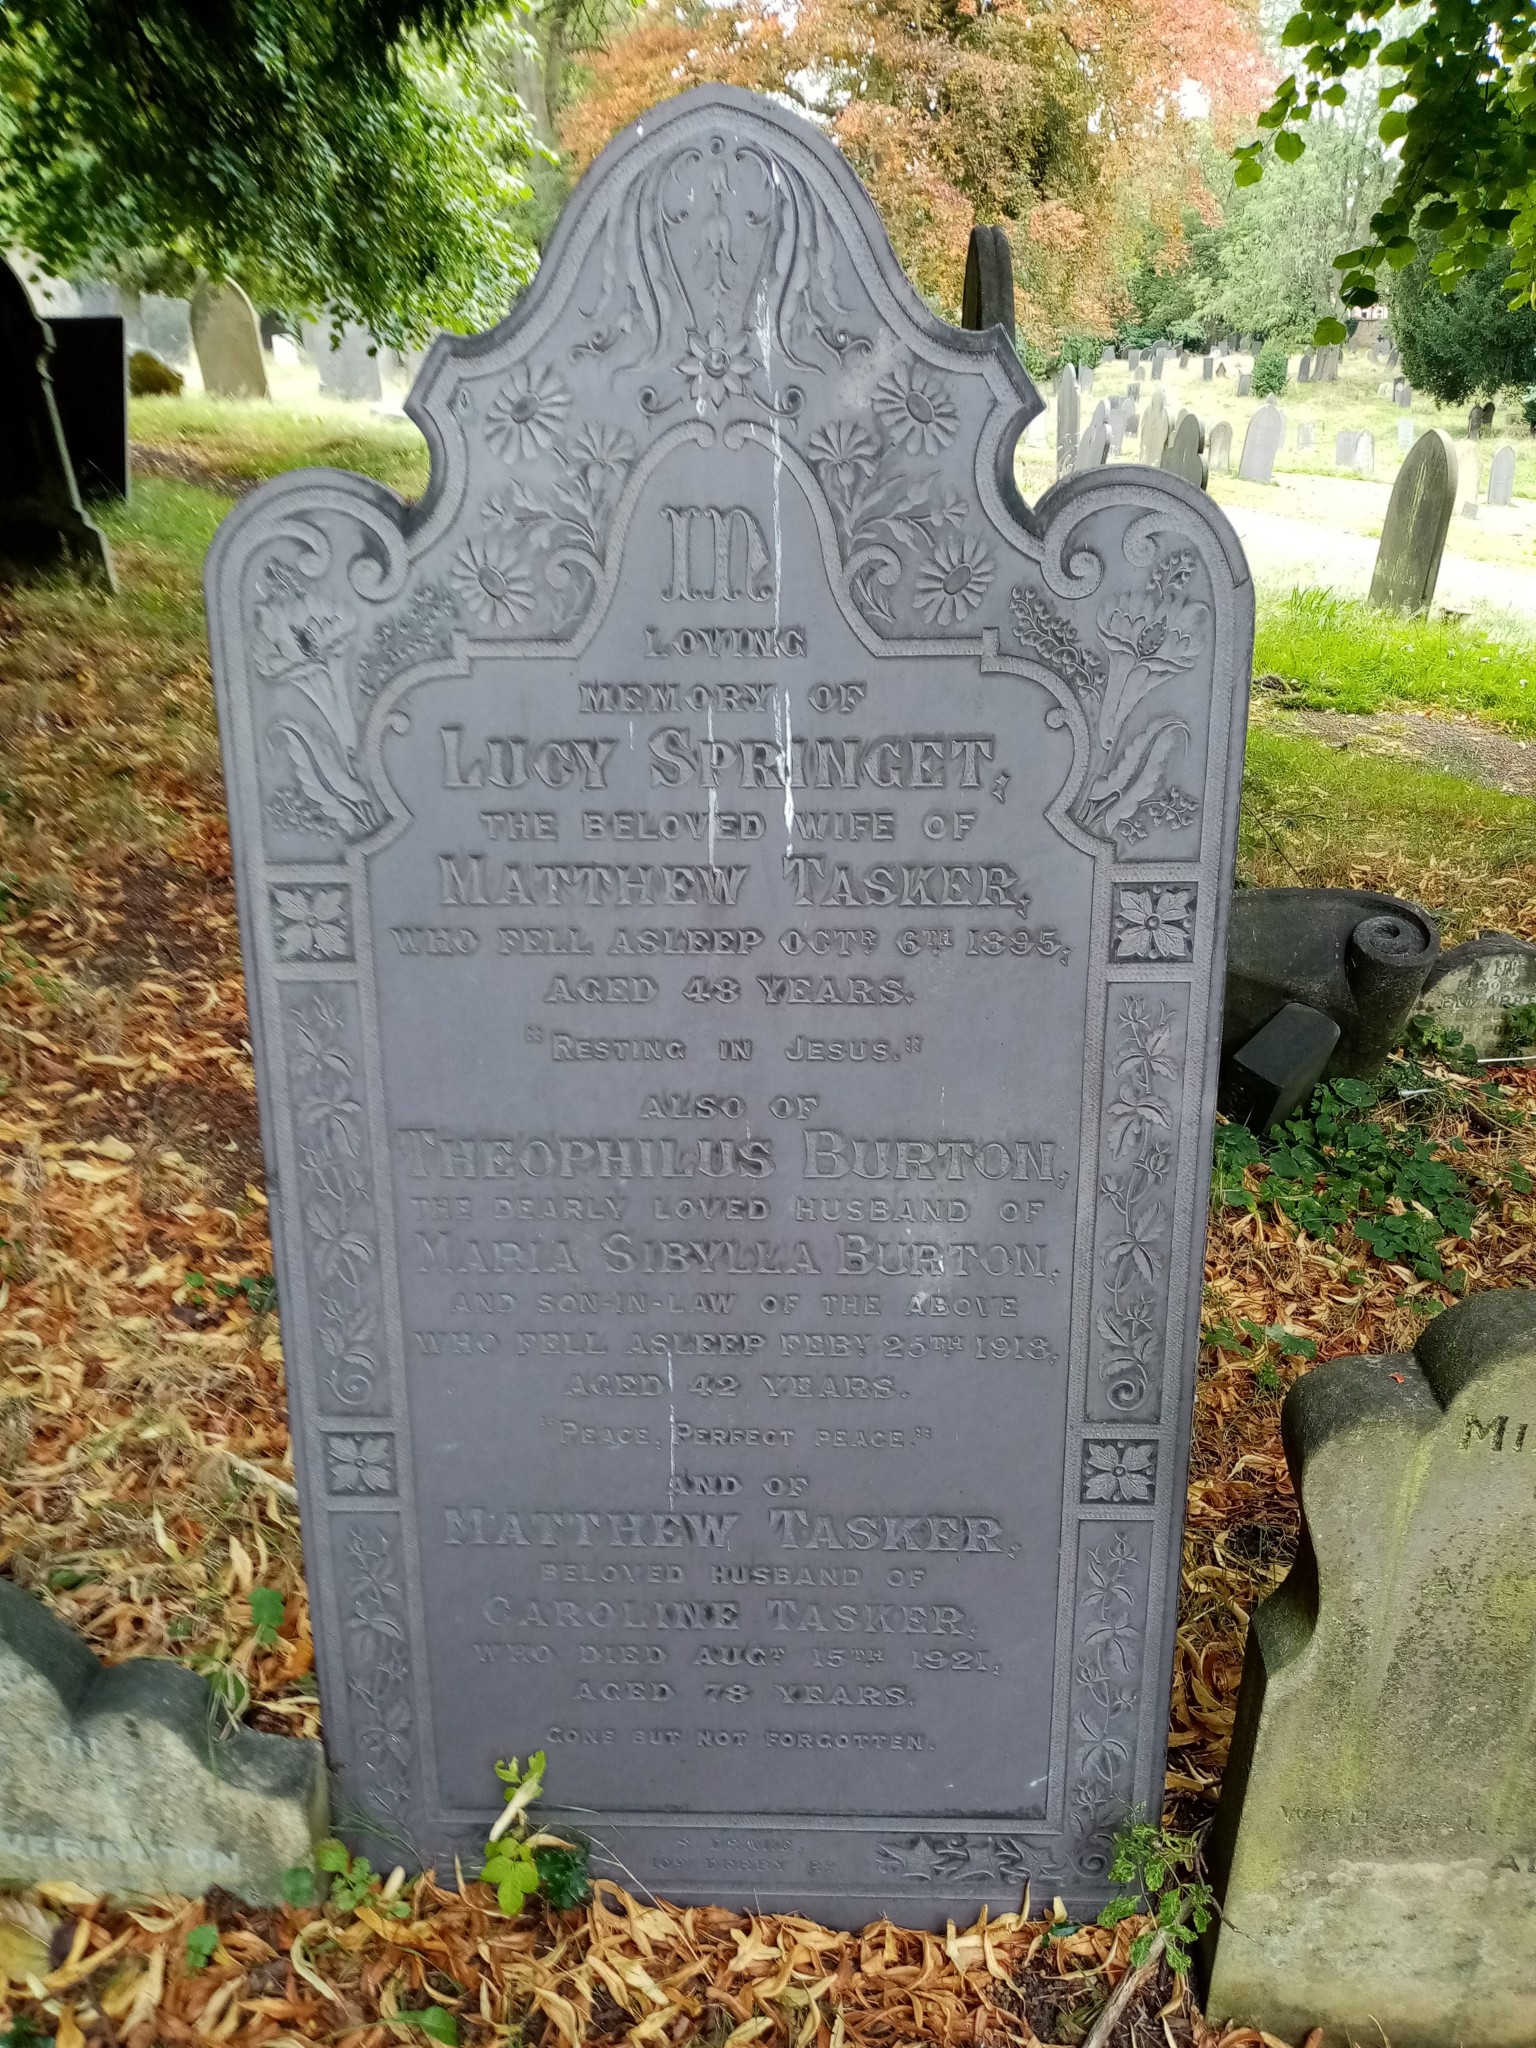 In
LOVING
MEMORY OF
LUCY SPRINGET,
THE BELOVED WIFE OF
MATTHEW TASKER,
WHO FELL ASLEEP OCTR 6TH 1895,
AGED 48 YEARS.
"RESTING IN JESUS."
ALSO OF
THEOPHILUS BURTON,
THE DEARLY LOVED HUSBAND OF
MARIA SIBYLLA BURTON,
AND SON-IN-LAW OF THE ABOVE
WHO FELL ASLEEP FEBY 25TH 1918,
AGED 42 YEARS.
"PEACE, PERFECT PEACE."
AND OF
MATTHEW TASKER,
BELOVED HUSBAND OF
CAROLINE TASKER,
WHO DIED AUGT 15TH 1921,
AGED 78 YEARS.
GONE BUT NOT FORGOTTEN.